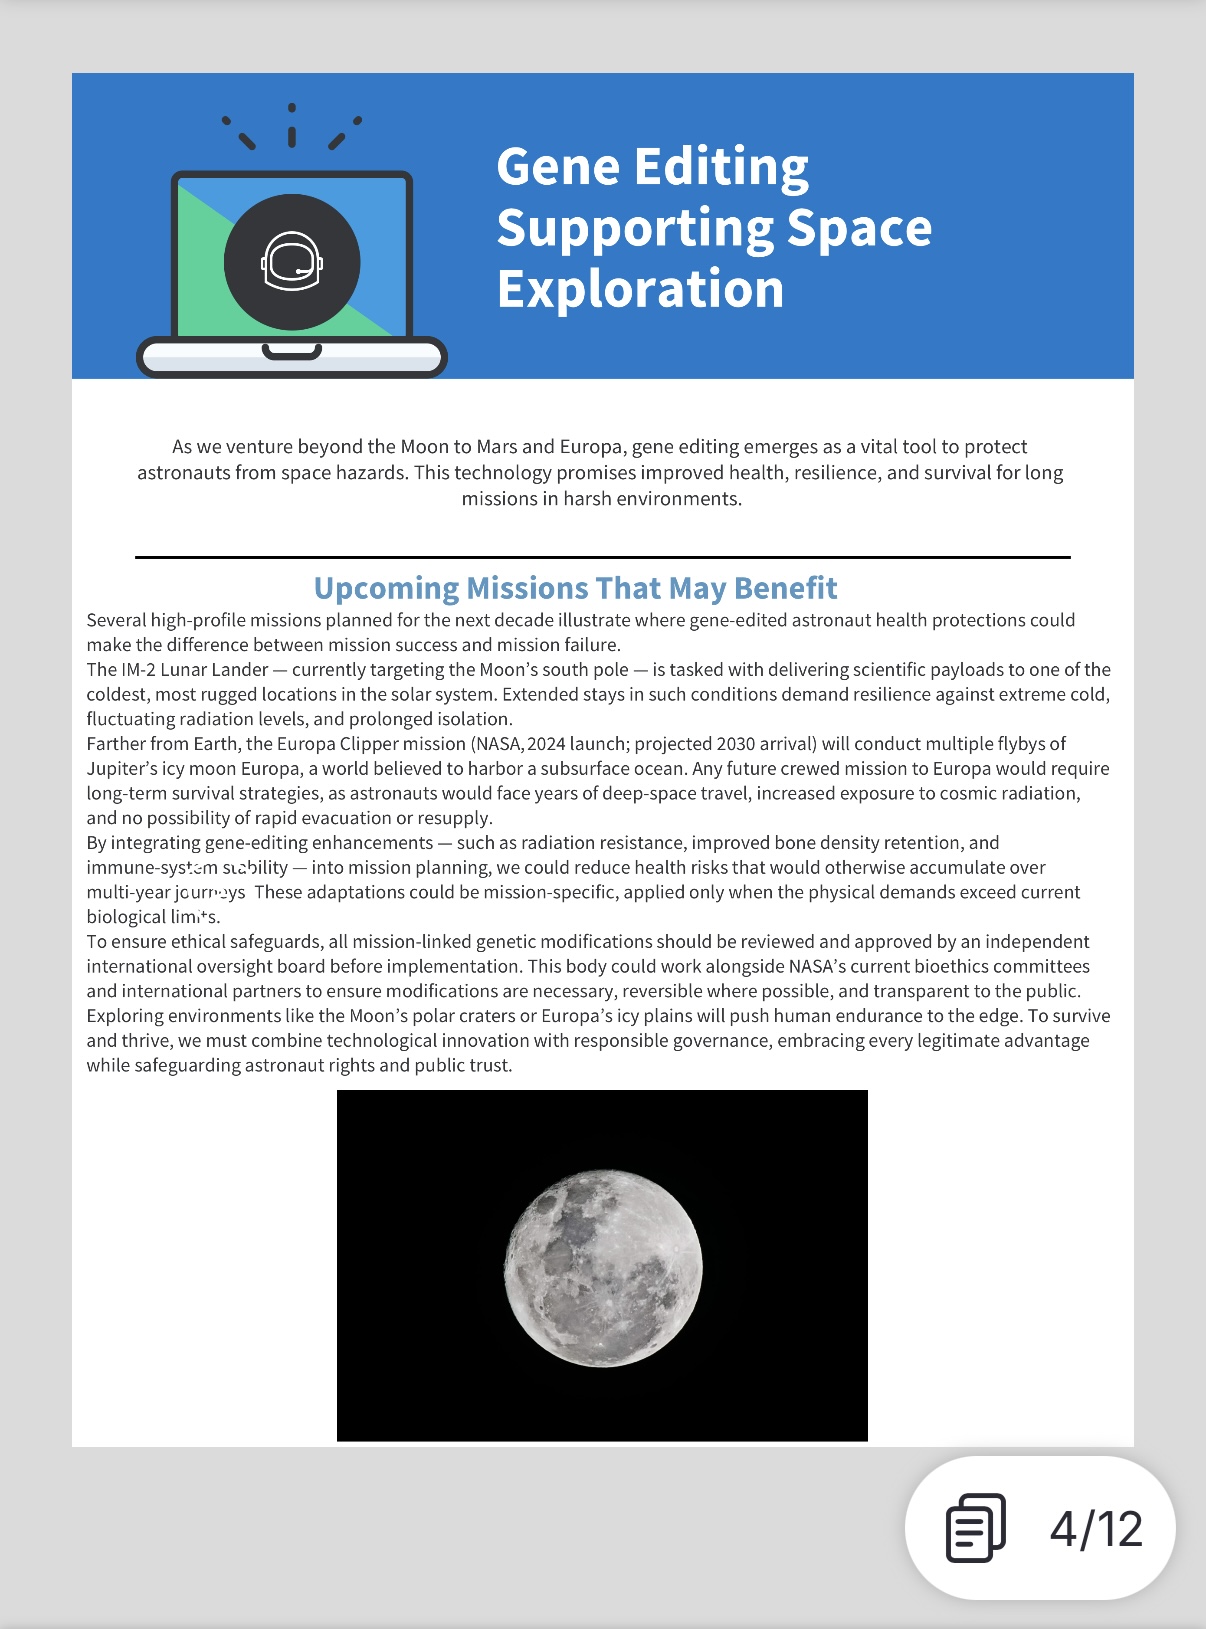 Gene Editing
Supporting Space
Exploration
As we venture beyond the Moon to Mars and Europa, gene editing emerges as a vital tool to protect
astronauts from space hazards. This technology promises improved health, resilience, and survival for long
missions in harsh environments.
Upcoming Missions That May Benefit
Several high-profile missions planned for the next decade illustrate where gene-edited astronaut health protections could
make the difference between mission success and mission failure.
The IM-2 Lunar Lander — currently targeting the Moon’s south pole — is tasked with delivering scientific payloads to one of the
coldest, most rugged locations in the solar system. Extended stays in such conditions demand resilience against extreme cold,
fluctuating radiation levels, and prolonged isolation.
Farther from Earth, the Europa Clipper mission (NASA, 2024 launch; projected 2030 arrival) will conduct multiple flybys of
Jupiter’s icy moon Europa, a world believed to harbor a subsurface ocean. Any future crewed mission to Europa would require
long-term survival strategies, as astronauts would face years of deep-space travel, increased exposure to cosmic radiation,
and no possibility of rapid evacuation or resupply.
By integrating gene-editing enhancements — such as radiation resistance, improved bone density retention, and
immune-system stability — into mission planning, we could reduce health risks that would otherwise accumulate over
multi-year journeys These adaptations could be mission-specific, applied only when the physical demands exceed current
biological limits.
To ensure ethical safeguards, all mission-linked genetic modifications should be reviewed and approved by an independent
international oversight board before implementation. This body could work alongside NASA’s current bioethics committees
and international partners to ensure modifications are necessary, reversible where possible, and transparent to the public.
Exploring environments like the Moon’s polar craters or Europa’s icy plains will push human endurance to the edge. To survive
and thrive, we must combine technological innovation with responsible governance, embracing every legitimate advantage
while safeguarding astronaut rights and public trust.
4/12